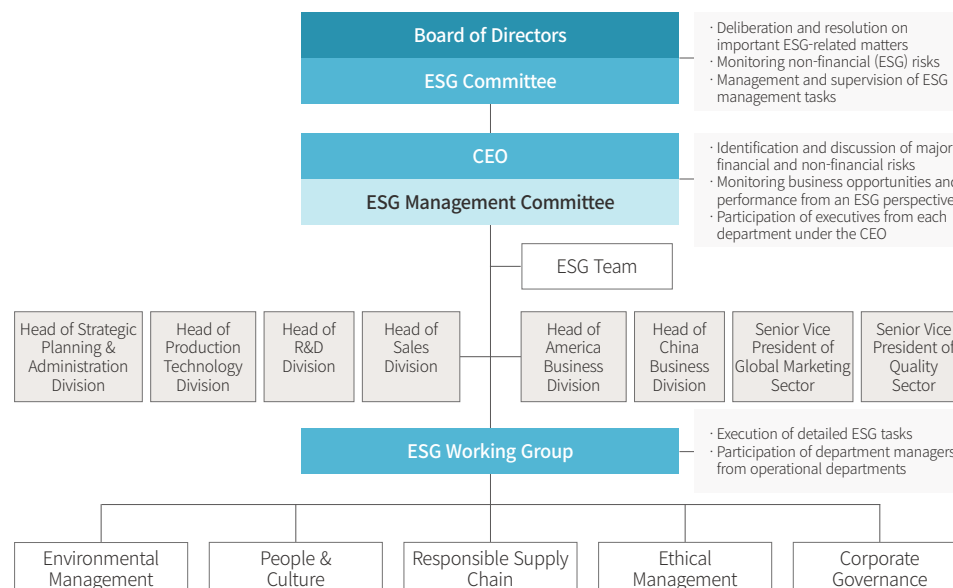 Board of Directors
ESG Committee
· Deliberation and resolution on
important ESG-related matters
· Monitoring non-financial (ESG) risks
· Management and supervision of ESG
management tasks
CEO
ESG Management Committee
· Identification and discussion of major
financial and non-financial risks
· Monitoring business opportunities and
performance from an ESG perspective
· Participation of executives from each
department under the CEO
ESG Team
Head of Strategic
Planning &
Administration
Division
Head of
Production
Technology
Division
Head of
R&D
Division
Head of
Sales
Division
Head of
America
Business
Division
Head of
China
Business
Division
Senior Vice
President of
Global Marketing
Sector
Senior Vice
President of
Quality
Sector
ESG Working Group
· Execution of detailed ESG tasks
· Participation of department managers
from operational departments
Environmental
Management
People &
Culture
Responsible Supply
Chain
Ethical
Management
Corporate
Governance